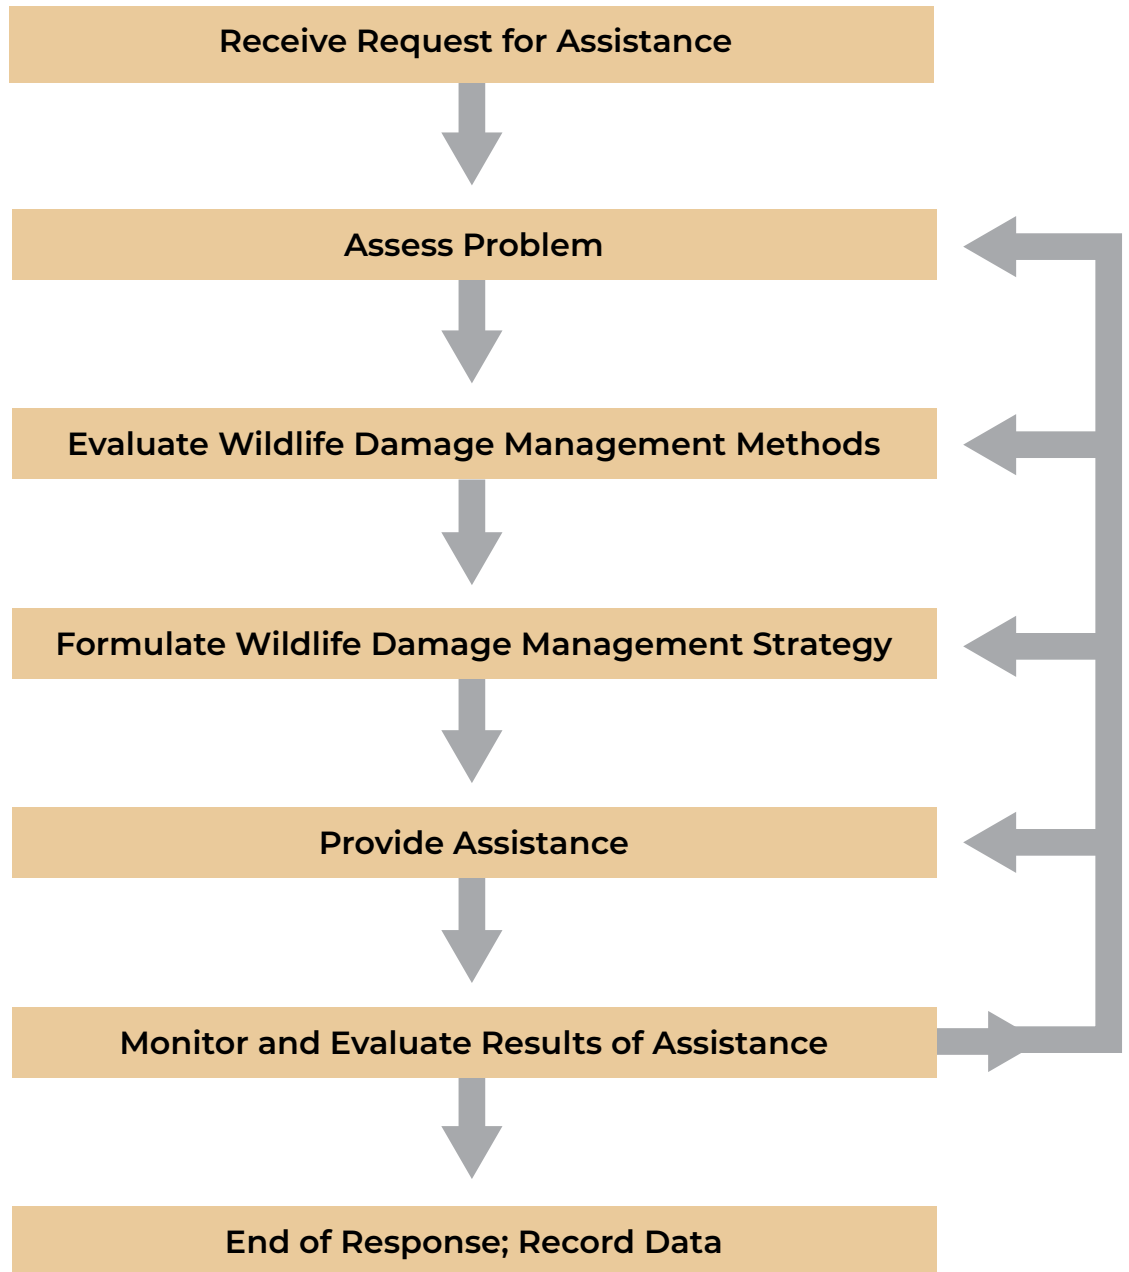 Receive Request for Assistance
Assess Problem
Evaluate Wildlife Damage Management Methods
Formulate Wildlife Damage Management Strategy
Provide Assistance
Monitor and Evaluate Results of Assistance
End of Response; Record Data